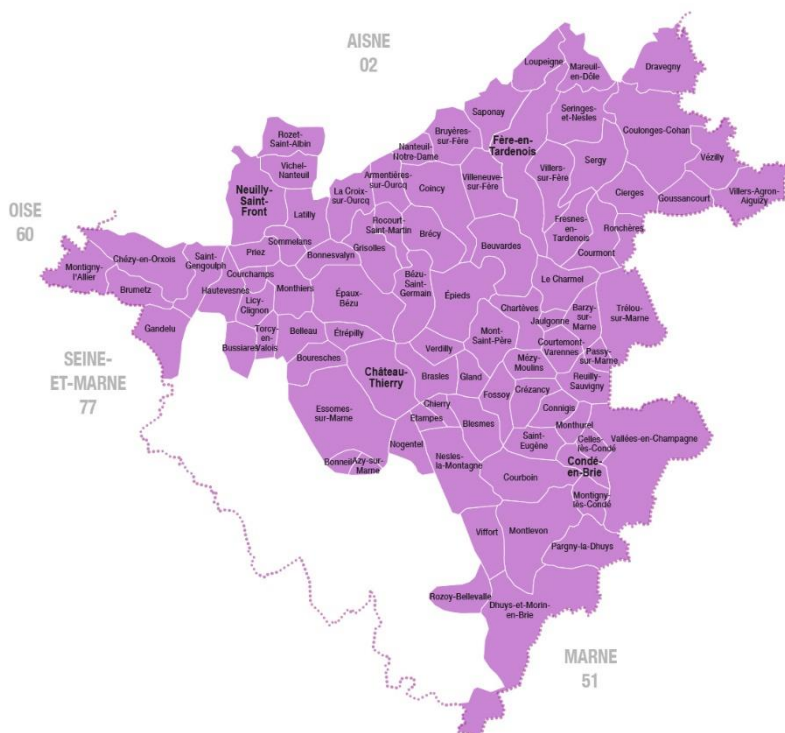 AISNE
02
Loupeigne
Mareuil-
en-Dôle
Dravegny
Saponay
Seringes-
et-Nesles
Rozet-
Saint-Albin
Bruyères-
sur-Fère
Fère-en-
Tardenois
Coulonges-Cohan
Nanteuil-
Notre-Dame
Vézilly
Vichel-
Nanteuil
Armentières-
sur-Ourcq
Villeneuve-
sur-Fère
Villers-
sur-Fère
Sergy
Neuilly-
Saint-
Front
La Croix-
sur-Ourcq
Coincy
Cierges
Goussancourt
Villers-Agron-
Aiguizy
OISE
60
Latilly
Rocourt-
Saint-Martin
Brécy
Fresnes-
en-
Tardenois
Ronchères
Sommelans
Grisolles
Beuvardes
Courmont
Chézy-en-Orxois
Saint-
Gengoulph
Priez
Bonnesvalyn
Montigny-
l'Allier
Courchamps
Bézu-
Saint-
Germain
Le Charmel
Brumetz
Hautevesnes
Licy-
Clignon
Monthiers
Épaux-
Bézu
Épieds
Chartèves
Barzy-
sur-
Marne
Trélou-
sur-Marne
Jaulgonne
Gandelu
Bussiares
Torcy-
en-
Valois
Belleau
Étrépilly
Mont-
Saint-Père
Courtemont-
Varennes
SEINE-
ET-MARNE
77
Bouresches
Verdilly
Mézy-
Moulins
Passy-
sur-Marne
Château-
Thierry
Brasles
Gland
Fossoy
Crézancy
Reuilly-
Sauvigny
Essomes-
sur-Marne
Chierry
Connigis
Étampes
Blesmes
Monthurel
Saint-
Eugène
Celles-
lès-Condé
Vallées-en-Champagne
Nogentel
Nesles-
la-Montagne
Bonneil
Azy-sur-
Marne
Courboin
Condé-
en-Brie
Montigny-
lès-Condé
Viffort
Montlevon
Pargny-la-Dhuys
Rozoy-Bellevalle
Dhuys-et-Morin-
en-Brie
MARNE
51